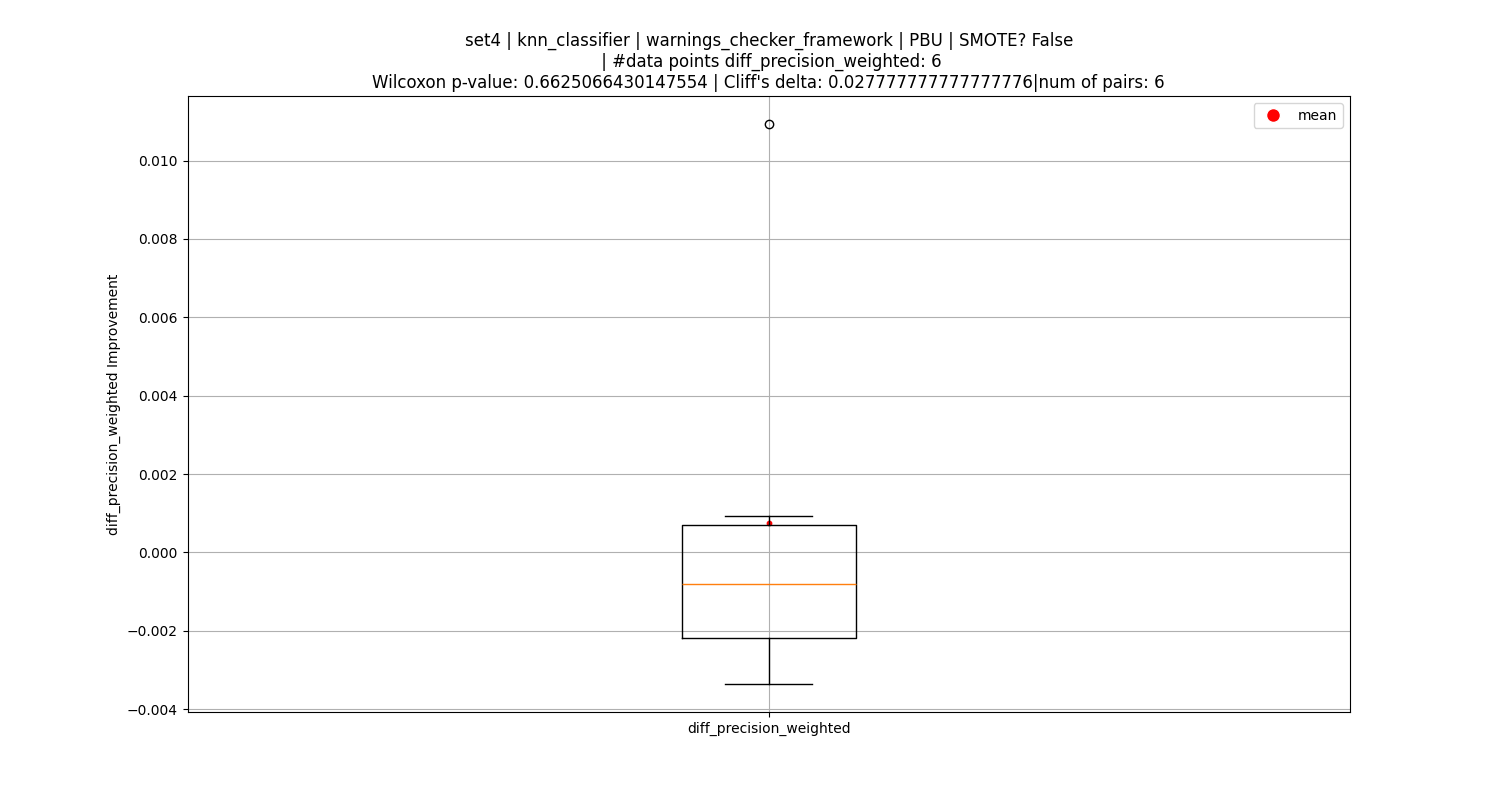 set4 | knn_classifier | warnings_checker_framework | PBU | SMOTE? False
| #data points diff_precision_weighted: 6
Wilcoxon p-value: 0.6625066430147554 | Cliff's delta: 0.027777777777777776|num of pairs: 6
mean
0.010
0.008
0.006
0.004
0.002
0.000
−0.002
−0.004
diff_precision_weighted Improvement
diff_precision_weighted